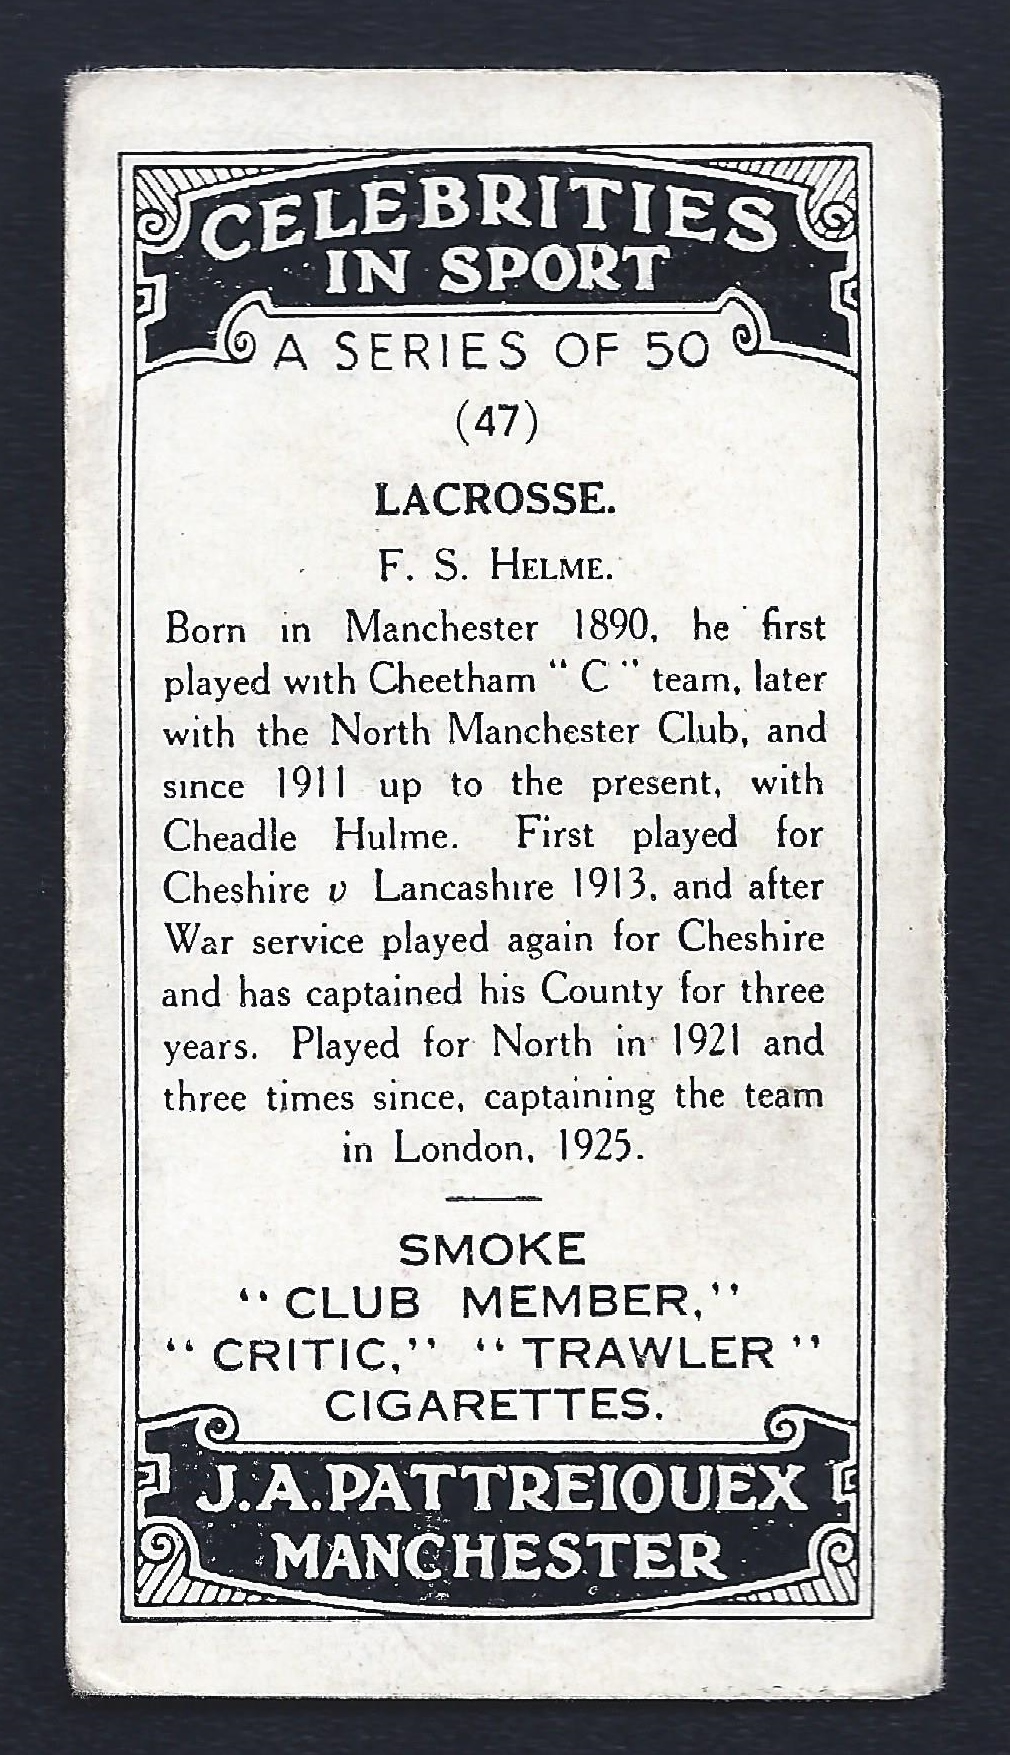 CELEBRITIES
IN SPORT
A SERIES OF 50
(47)
LACROSSE.
F. S. HELME.
Born in Manchester 1890, he first
played with Cheetham "C" team, later
with the North Manchester Club, and
since 1911 up to the present, with
Cheadle Hulme. First played for
Cheshire v Lancashire 1913, and after
War service played again for Cheshire
and has captained his County for three
years. Played for North in 1921 and
three times since, captaining the team
in London, 1925.
SMOKE
"CLUB MEMBER,"
"CRITIC," "TRAWLER"
CIGARETTES.
J.A.PATTREIOUEX
MANCHESTER